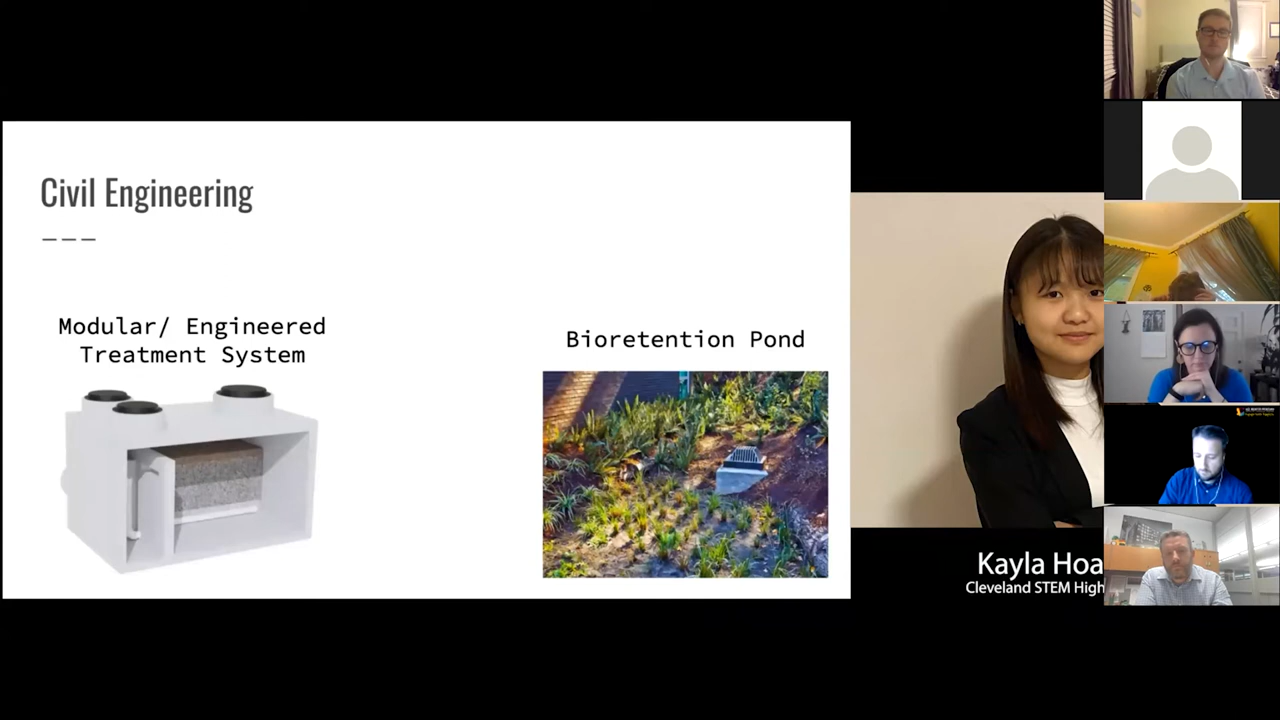 Civil Engineering
Modular/ Engineered
Treatment System
Bioretention Pond
Kayla Hoa
Cleveland STEM High